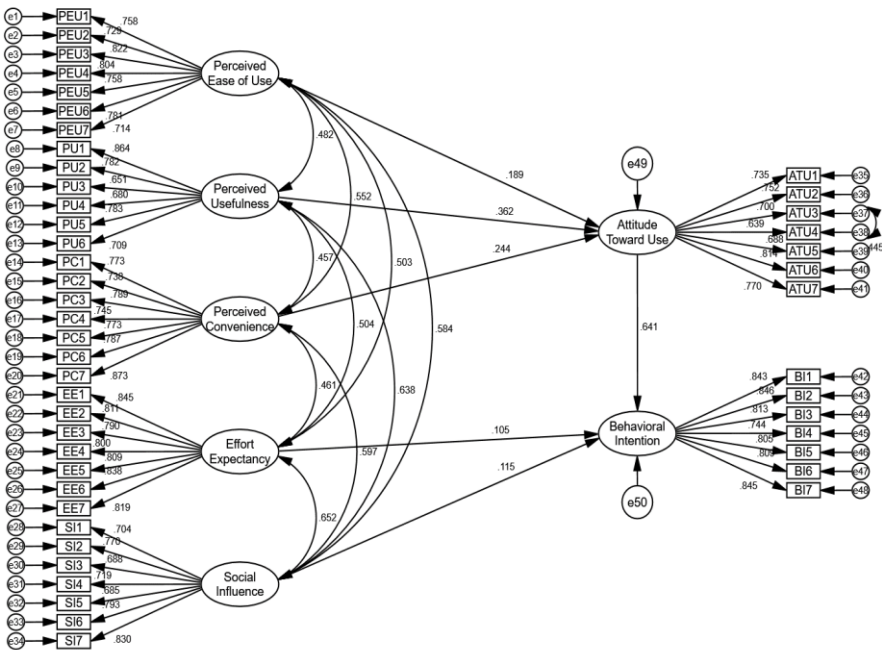 e1 PEU1 .758
e2 PEU2 .729
e3 PEU3 .822
e4 PEU4 .804
e5 PEU5 .758
e6 PEU6 .781
e7 PEU7 .714
Perceived
Ease of Use
e8 PU1 .864
e9 PU2 .782
e10 PU3 .651
e11 PU4 .680
e12 PU5 .783
e13 PU6 .709
Perceived
Usefulness
e14 PC1 .773
e15 PC2 .738
e16 PC3 .789
e17 PC4 .745
e18 PC5 .773
e19 PC6 .787
e20 PC7 .873
Perceived
Convenience
e21 EE1 .845
e22 EE2 .811
e23 EE3 .790
e24 EE4 .800
e25 EE5 .809
e26 EE6 .838
e27 EE7 .819
Effort
Expectancy
e28 SI1 .704
e29 SI2 .770
e30 SI3 .688
e31 SI4 .719
e32 SI5 .685
e33 SI6 .793
e34 SI7 .830
Social
Influence
.482
.552
.457
.503
.504
.584
.461
.638
.597
.652
.189
.362
.244
.105
.115
e49
Attitude
Toward Use
.641
Behavioral
Intention
e50
.735 ATU1 e35
.752 ATU2 e36
.700 ATU3 e37
.639 ATU4 e38
.688 ATU5 e39 .445
.814 ATU6 e40
.770 ATU7 e41
.843 BI1 e42
.846 BI2 e43
.813 BI3 e44
.744 BI4 e45
.805 BI5 e46
.809 BI6 e47
.845 BI7 e48